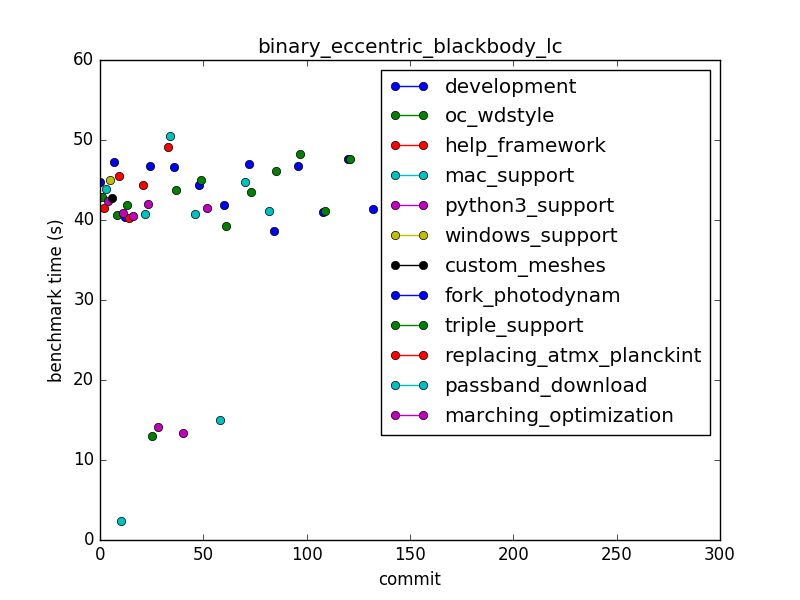 binary_eccentric_blackbody_lc
60
50
40
30
20
10
0
benchmark time (s)
development
oc_wdstyle
help_framework
mac_support
python3_support
windows_support
custom_meshes
fork_photodynam
triple_support
replacing_atmx_planckint
passband_download
marching_optimization
0 50 100 150 200 250 300
commit